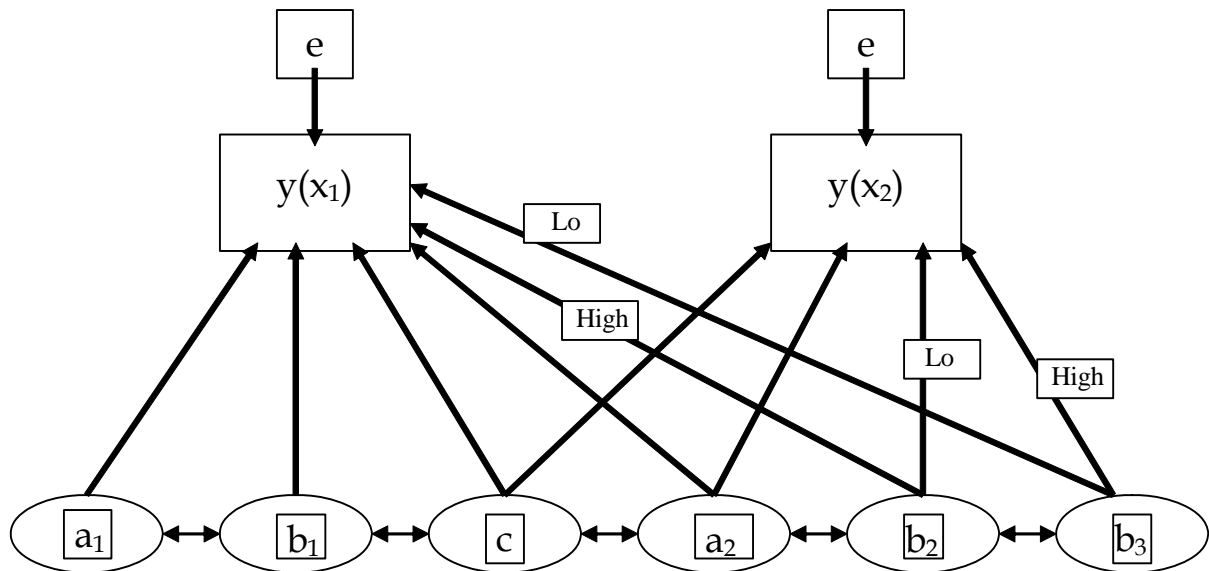 e
e
y(x₁)
y(x₂)
Lo
High
Lo
High
a₁
b₁
c
a₂
b₂
b₃